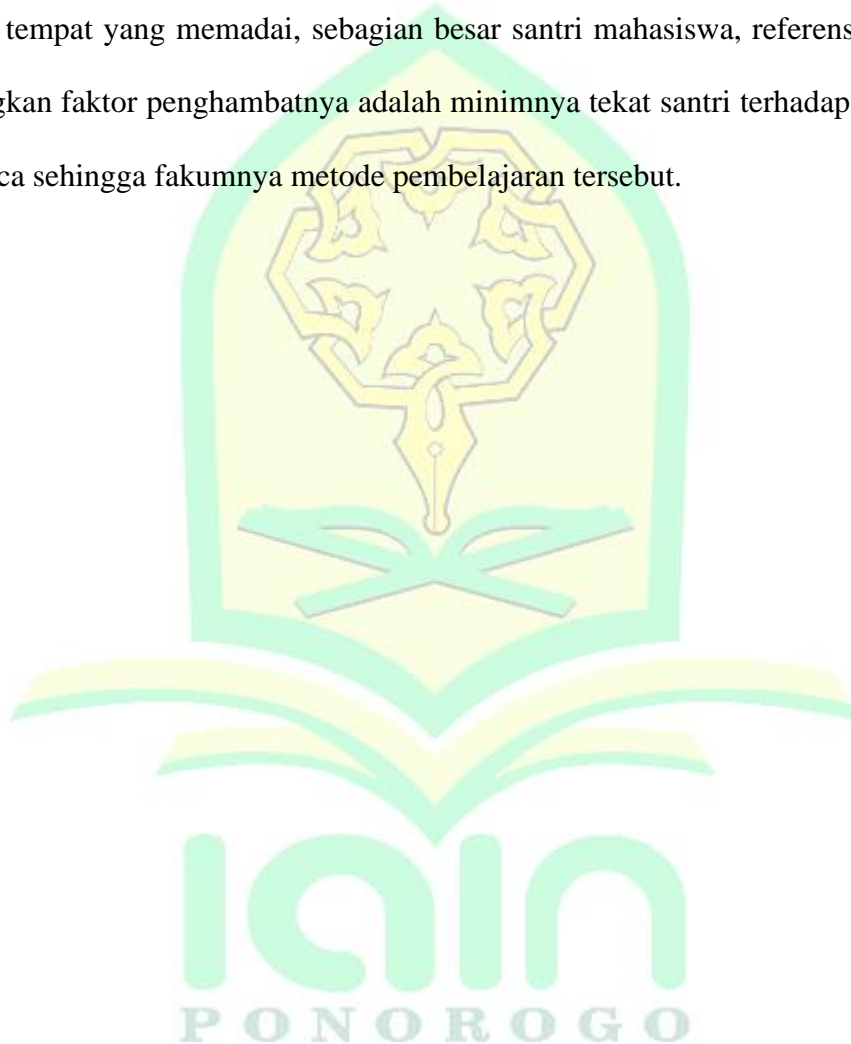 tempat yang memadai, sebagian besar santri mahasiswa, referens
gkan faktor penghambatnya adalah minimnya tekat santri terhadap
ca sehingga fakumnya metode pembelajaran tersebut.
iain
PONOROGO